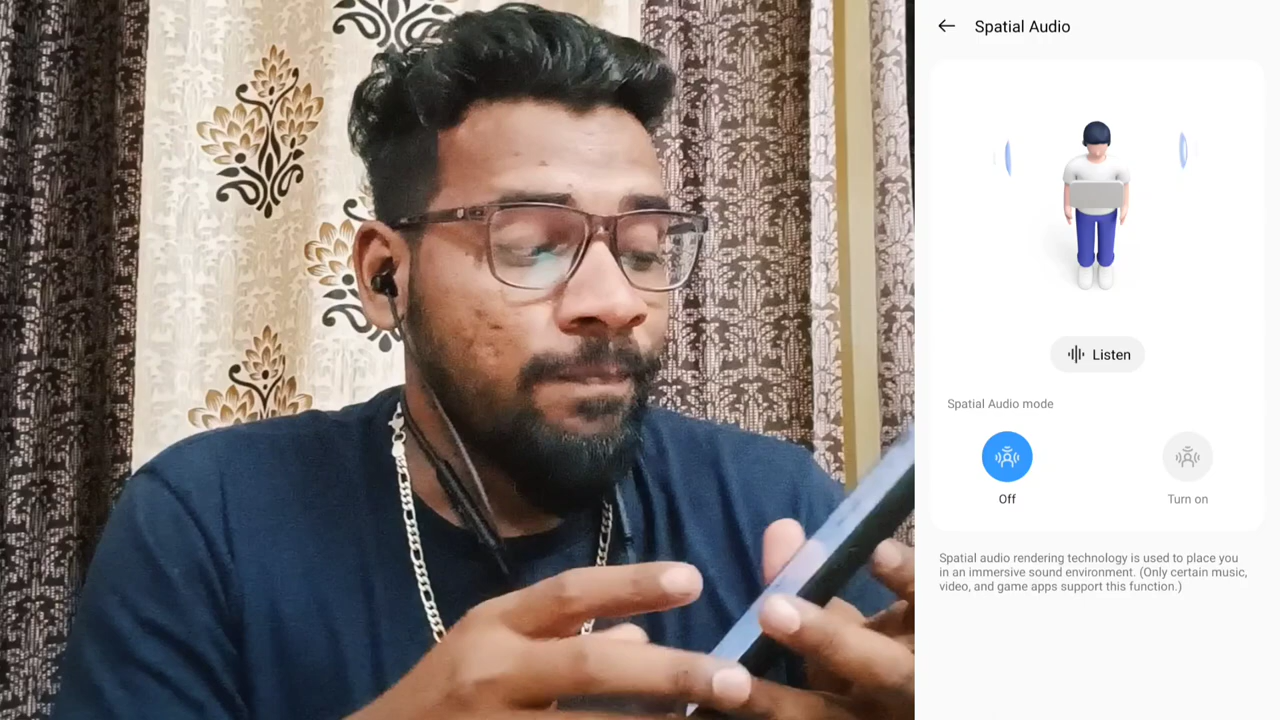 Spatial Audio
Listen
Spatial Audio mode
Off
Turn on
Spatial audio rendering technology is used to place you
in an immersive sound environment. (Only certain music,
video, and game apps support this function.)